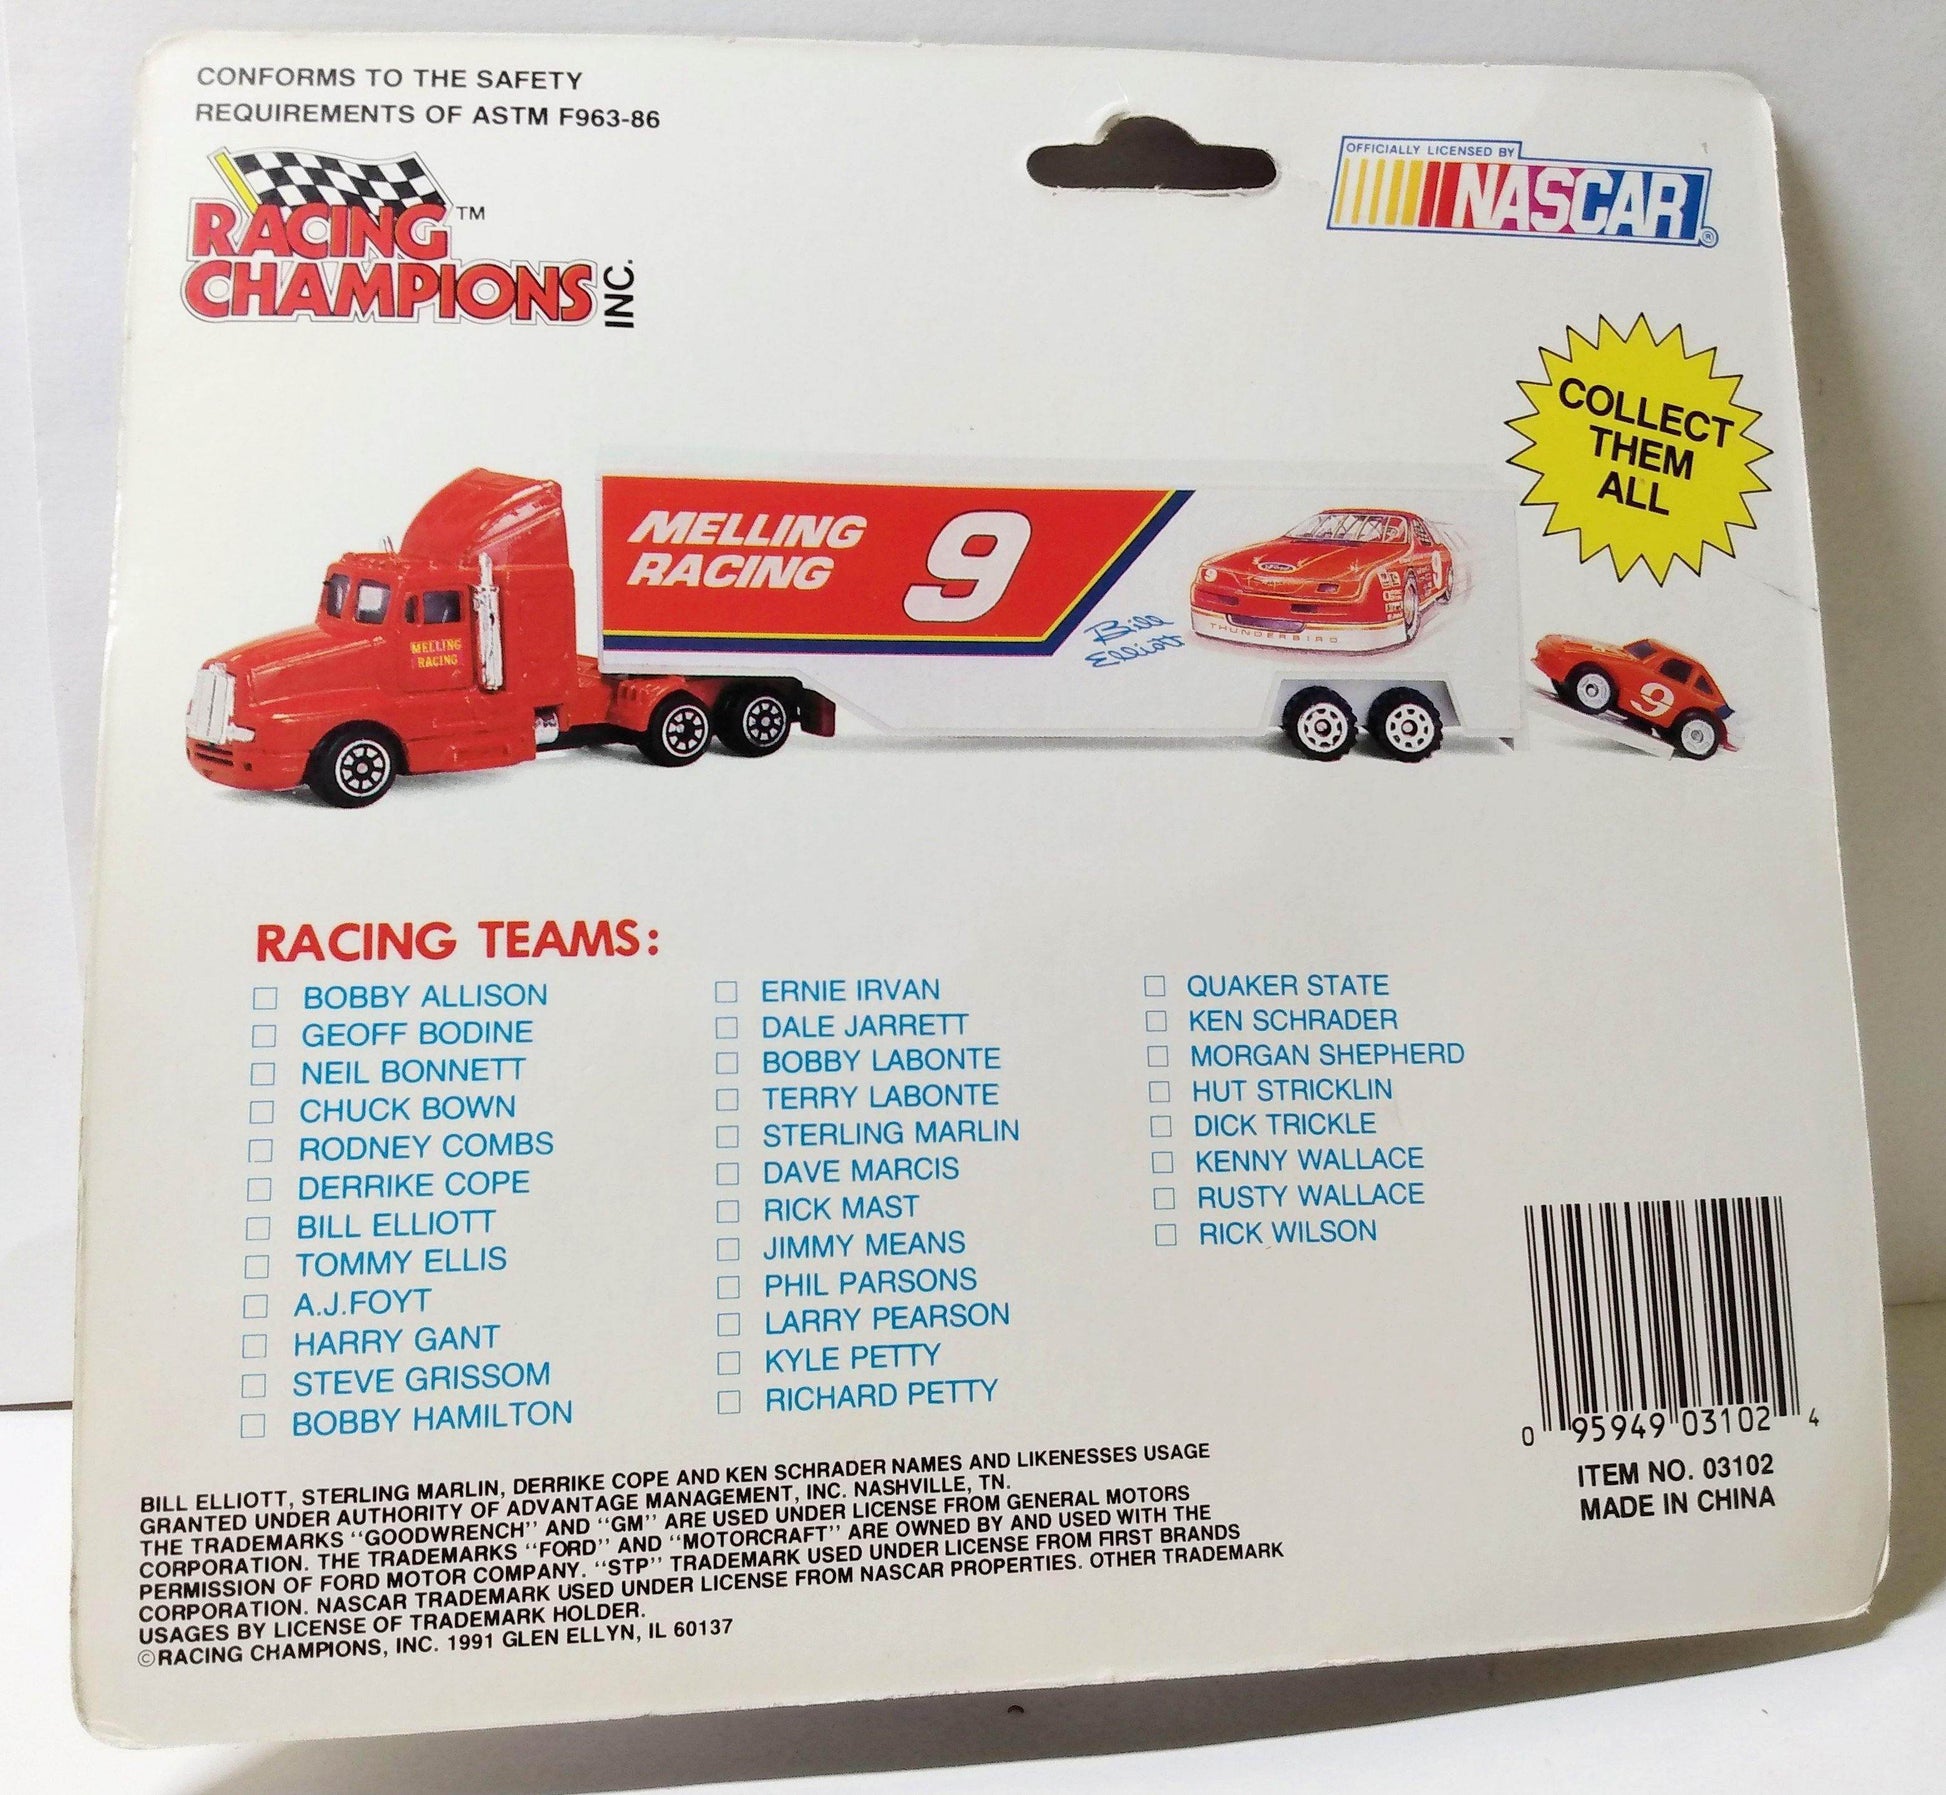 CONFORMS TO THE SAFETY
REQUIREMENTS OF ASTM F963-86
RACING ™
CHAMPIONS INC.
OFFICIALLY LICENSED BY
NASCAR ®
COLLECT
THEM
ALL
MELLING
RACING
9
Bill
Elliott
Ford
THUNDERBIRD
9
MELLING
RACING
9
RACING TEAMS:
BOBBY ALLISON
GEOFF BODINE
NEIL BONNETT
CHUCK BOWN
RODNEY COMBS
DERRIKE COPE
BILL ELLIOTT
TOMMY ELLIS
A.J.FOYT
HARRY GANT
STEVE GRISSOM
BOBBY HAMILTON
ERNIE IRVAN
DALE JARRETT
BOBBY LABONTE
TERRY LABONTE
STERLING MARLIN
DAVE MARCIS
RICK MAST
JIMMY MEANS
PHIL PARSONS
LARRY PEARSON
KYLE PETTY
RICHARD PETTY
QUAKER STATE
KEN SCHRADER
MORGAN SHEPHERD
HUT STRICKLIN
DICK TRICKLE
KENNY WALLACE
RUSTY WALLACE
RICK WILSON
0 95949 03102 4
ITEM NO. 03102
MADE IN CHINA
BILL ELLIOTT, STERLING MARLIN, DERRIKE COPE AND KEN SCHRADER NAMES AND LIKENESSES USAGE
GRANTED UNDER AUTHORITY OF ADVANTAGE MANAGEMENT, INC. NASHVILLE, TN.
THE TRADEMARKS "GOODWRENCH" AND "GM" ARE USED UNDER LICENSE FROM GENERAL MOTORS
CORPORATION. THE TRADEMARKS "FORD" AND "MOTORCRAFT" ARE OWNED BY AND USED WITH THE
PERMISSION OF FORD MOTOR COMPANY. "STP" TRADEMARK USED UNDER LICENSE FROM FIRST BRANDS
CORPORATION. NASCAR TRADEMARK USED UNDER LICENSE FROM NASCAR PROPERTIES. OTHER TRADEMARK
USAGES BY LICENSE OF TRADEMARK HOLDER.
©RACING CHAMPIONS, INC. 1991 GLEN ELLYN, IL 60137